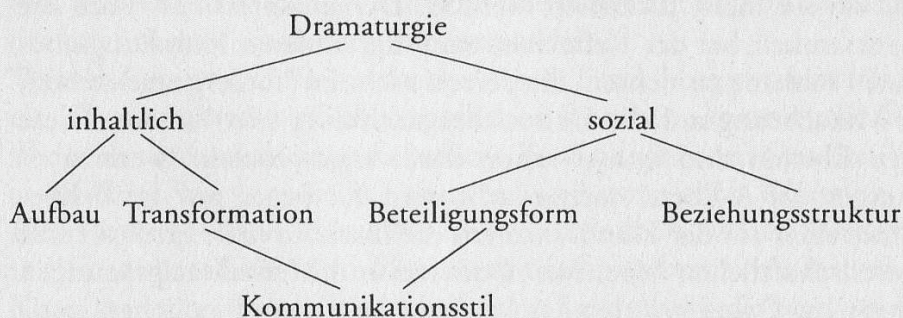 Dramaturgie
inhaltlich sozial
Aufbau Transformation Beteiligungsform Beziehungsstruktur
Kommunikationsstil